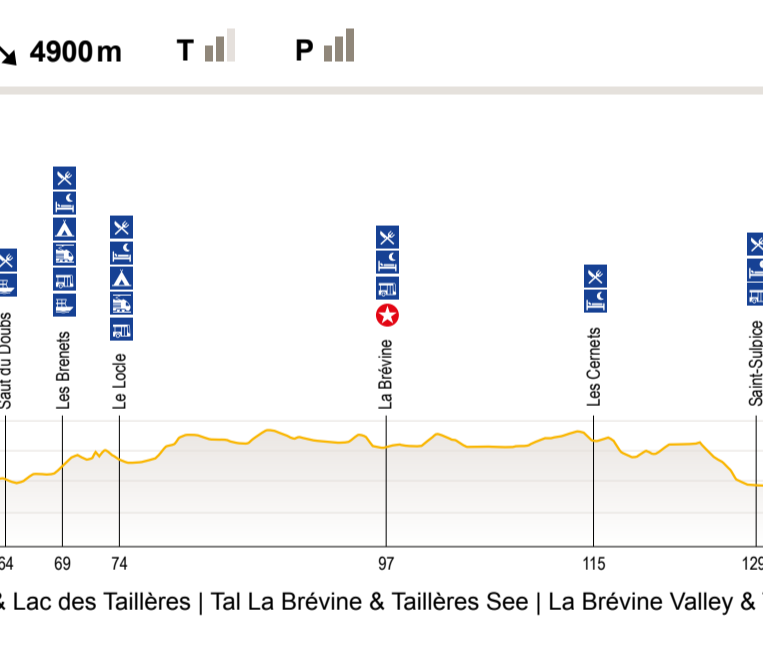 4900 m T P
Saut du Doubs
Les Brenets
Le Locle
La Brévine
Les Cernets
Saint-Sulpice
64 69 74 97 115 129
& Lac des Taillères | Tal La Brévine & Taillères See | La Brévine Valley &